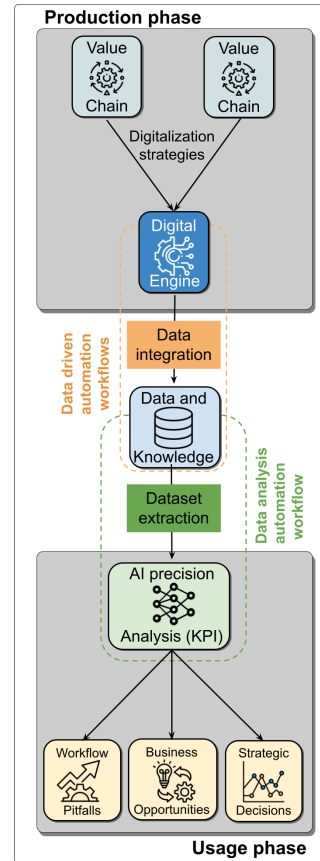 Production phase
Value
Chain
Value
Chain
Digitalization
strategies
Digital
Engine
Data
integration
Data driven
automation
workflows
Data and
Knowledge
Dataset
extraction
Data analysis
automation
workflow
AI precision
Analysis (KPI)
Workflow
Pitfalls
Business
Opportunities
Strategic
Decisions
Usage phase